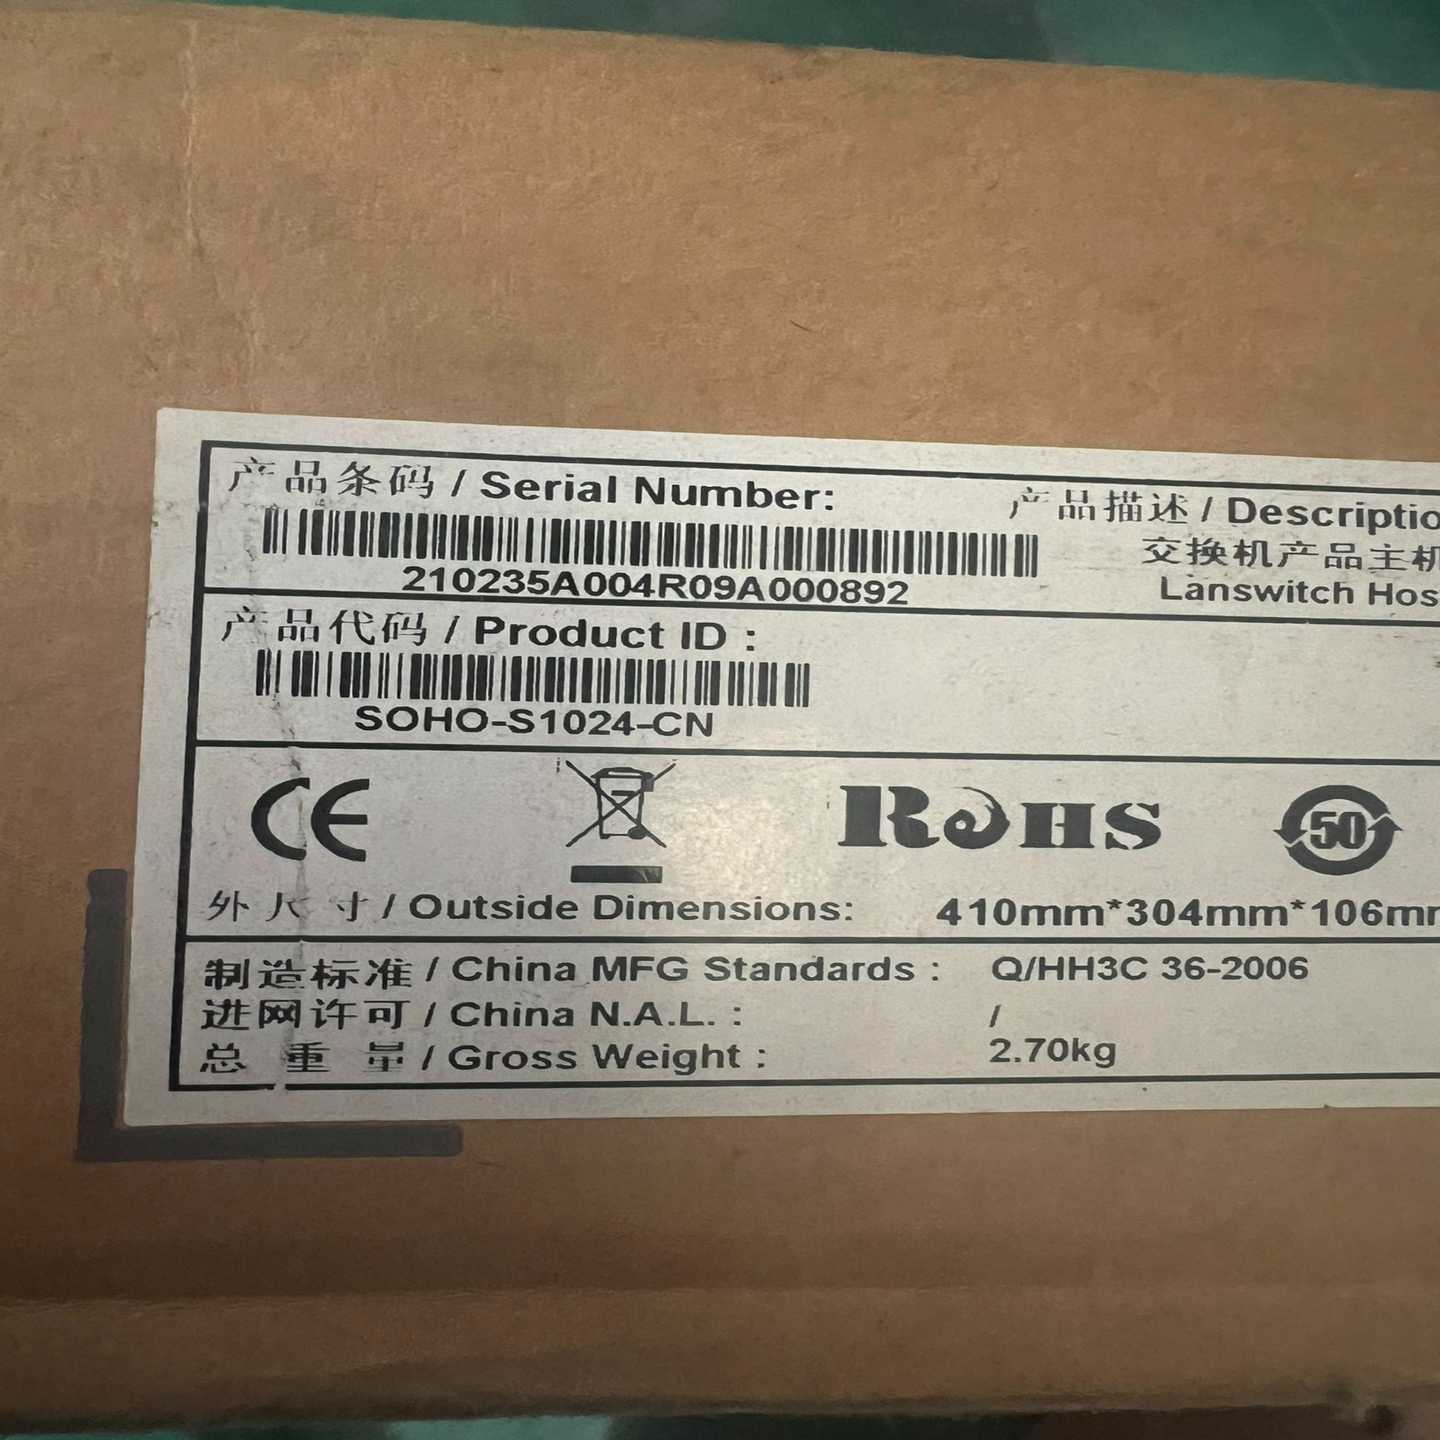 产品条码 / Serial Number:
产品描述 / Descriptio
交换机产品主机
210235A004R09A000892
Lanswitch Hos
产品代码 / Product ID :
SOHO-S1024-CN
CE
RoHS
50
外 尺 寸 / Outside Dimensions: 410mm*304mm*106mm
制造标准 / China MFG Standards : Q/HH3C 36-2006
进网许可 / China N.A.L. : /
总 重 量 / Gross Weight : 2.70kg